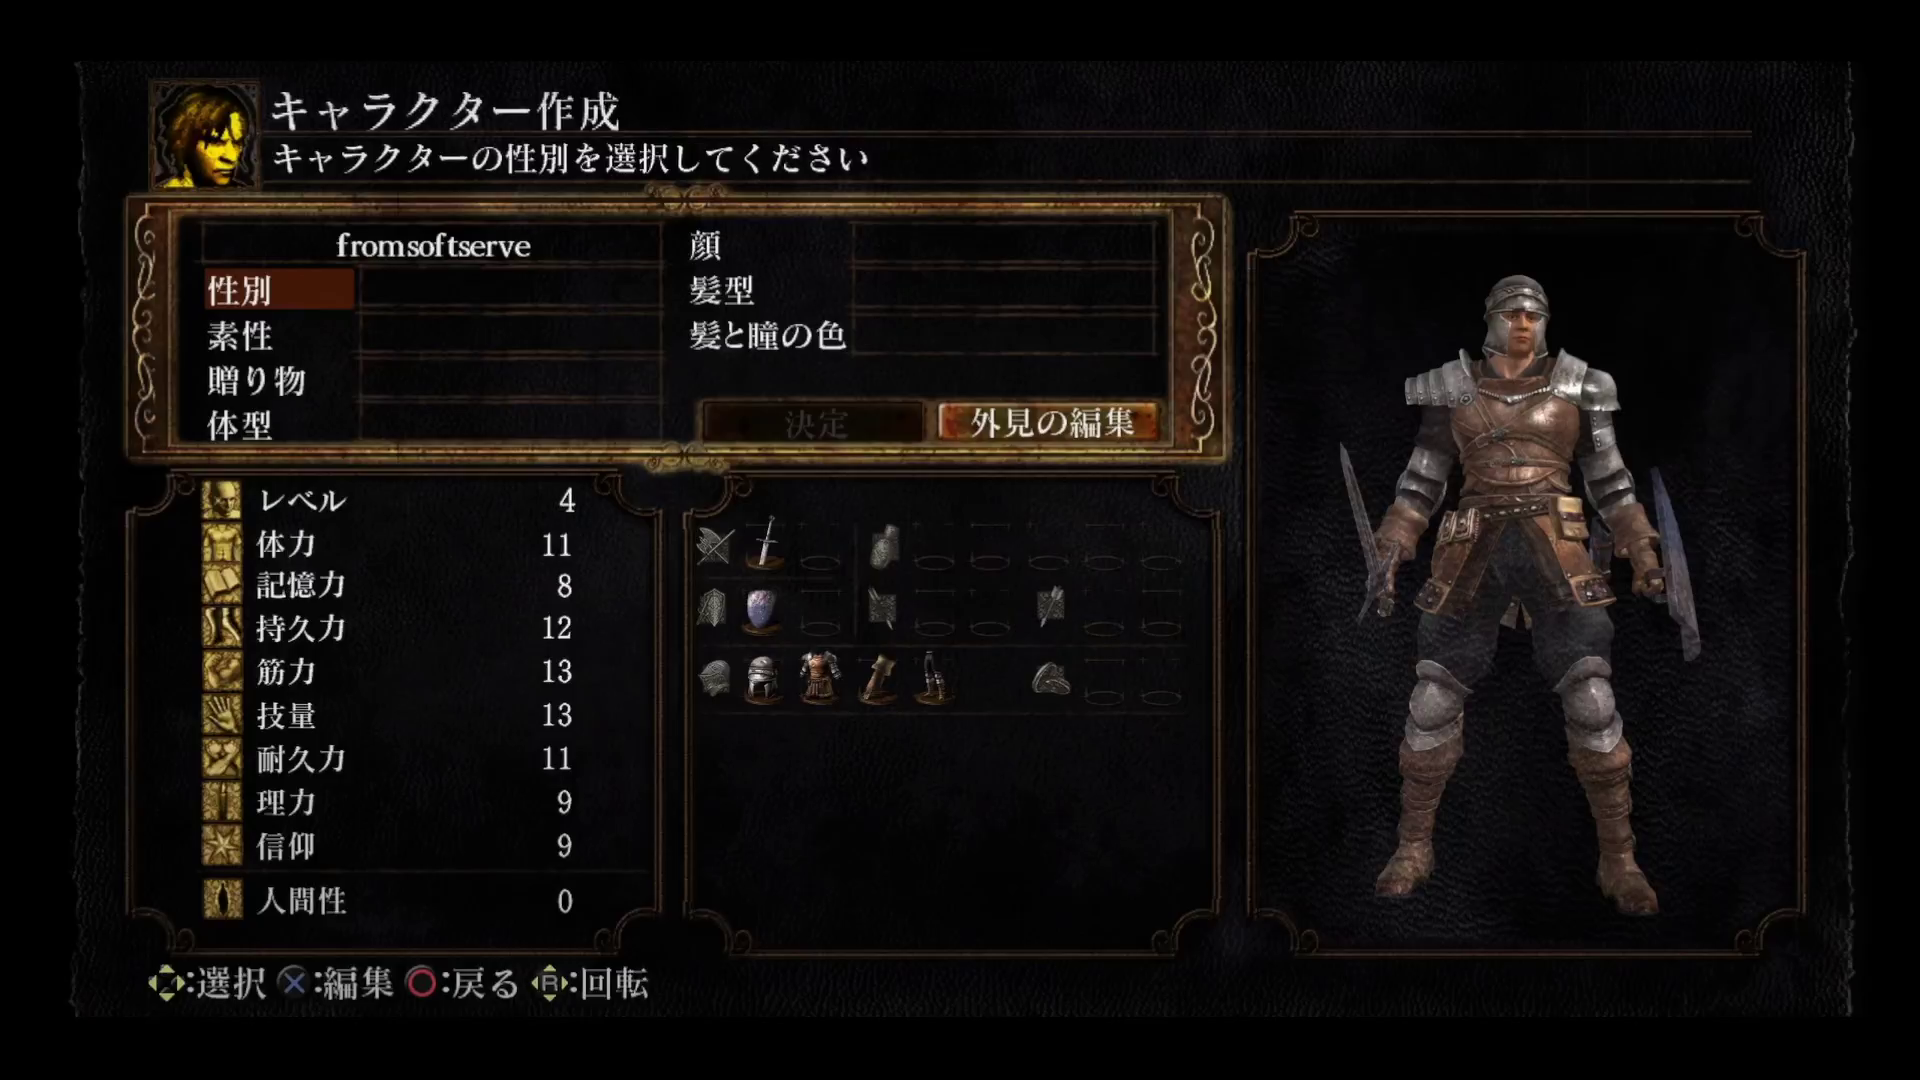 キャラクター作成
キャラクターの性別を選択してください
fromsoftserve
性別
素性
贈り物
体型
顔
髪型
髪と瞳の色
決定
外見の編集
レベル 4
体力 11
記憶力 8
持久力 12
筋力 13
技量 13
耐久力 11
理力 9
信仰 9
人間性 0
:選択 :編集 :戻る R:回転